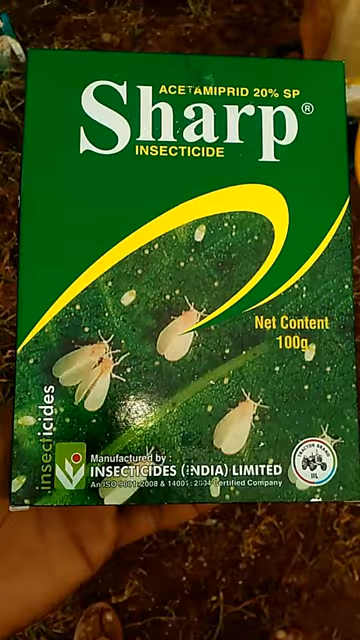 ACETAMIPRID 20% SP
Sharp®
INSECTICIDE
Net Content
100g.
insecticides
Manufactured by :
INSECTICIDES (INDIA) LIMITED
An ISO 9001:2008 & 14001 : 2004 Certified Company
TRACTOR BRAND
IIL